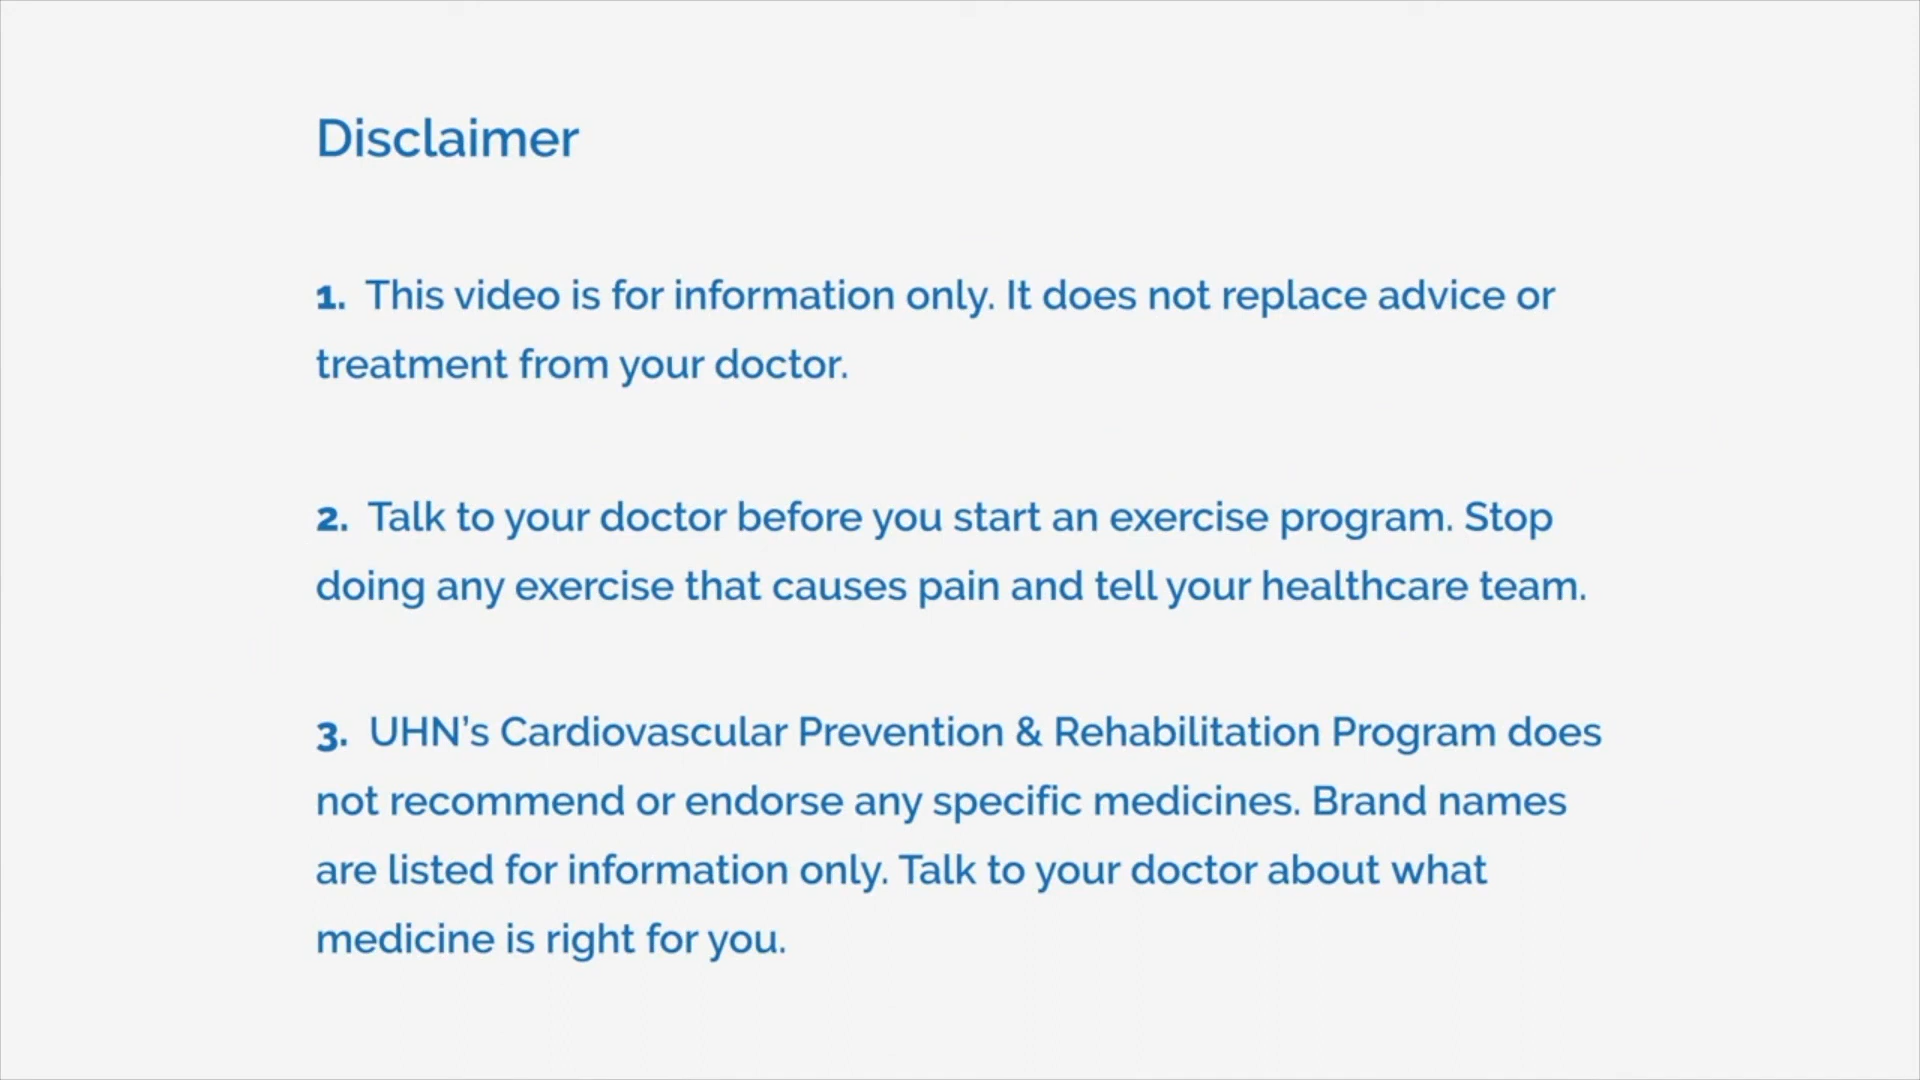 Disclaimer
1. This video is for information only. It does not replace advice or
treatment from your doctor.
2. Talk to your doctor before you start an exercise program. Stop
doing any exercise that causes pain and tell your healthcare team.
3. UHN’s Cardiovascular Prevention & Rehabilitation Program does
not recommend or endorse any specific medicines. Brand names
are listed for information only. Talk to your doctor about what
medicine is right for you.